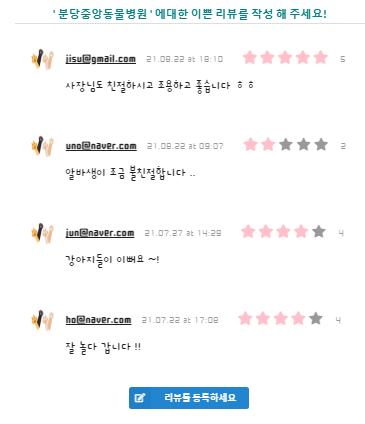 ' 분당중앙동물병원 ' 에대한 이쁜 리뷰를 작성 해 주세요!
jisu@gmail.com 21.08.22 at 18:10 5
사장님도 친절하시고 조용하고 좋습니다 ㅎㅎ
uno@naver.com 21.08.22 at 09:07 2
알바생이 조금 불친절합니다 ..
jun@naver.com 21.07.27 at 14:29 4
강아지들이 이뻐요 ~!
ho@naver.com 21.07.22 at 17:08 4
잘 놀다 갑니다 !!
리뷰를 등록하세요